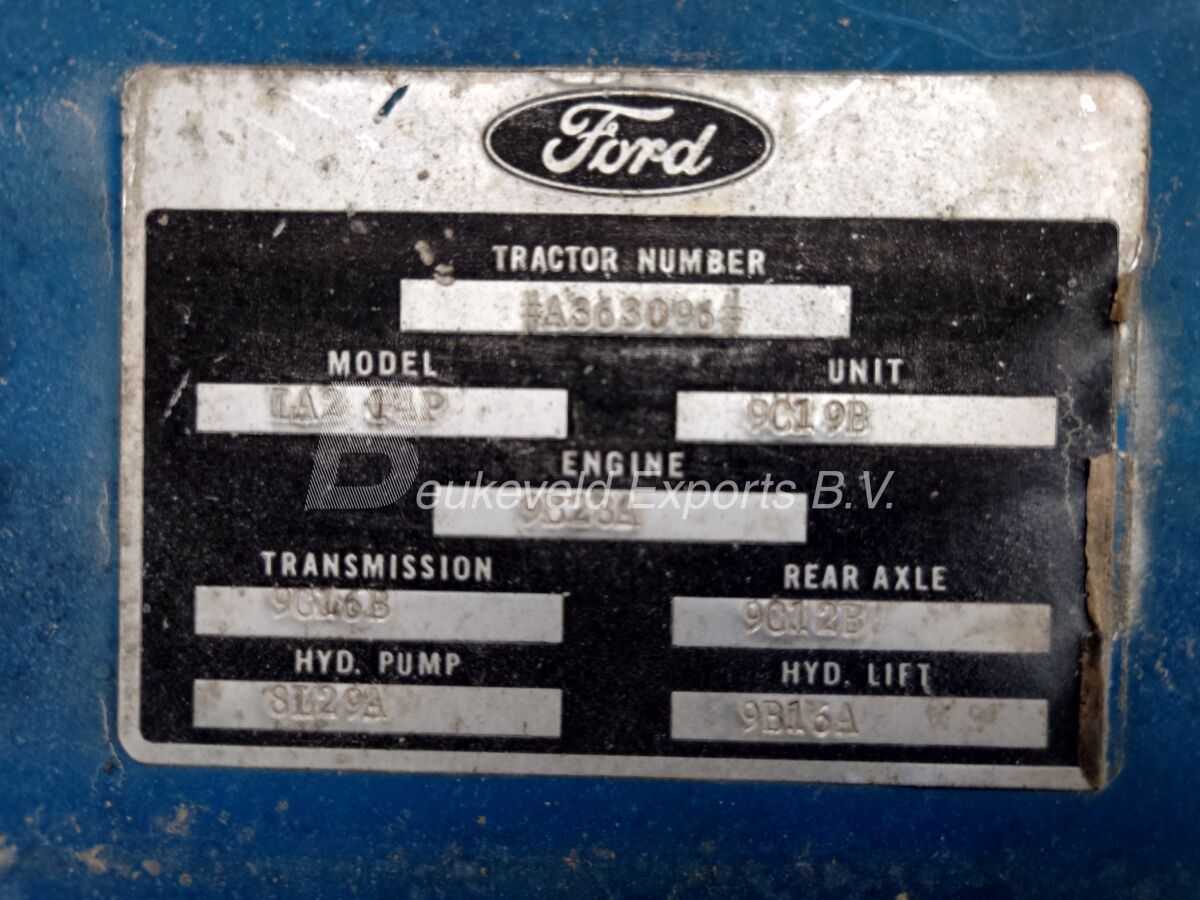 Ford
TRACTOR NUMBER
A363096
MODEL UNIT
9C19B
ENGINE
Deukeveld Exports B.V.
TRANSMISSION REAR AXLE
9C16B 9C12B
HYD. PUMP HYD. LIFT
8L29A 9B16A